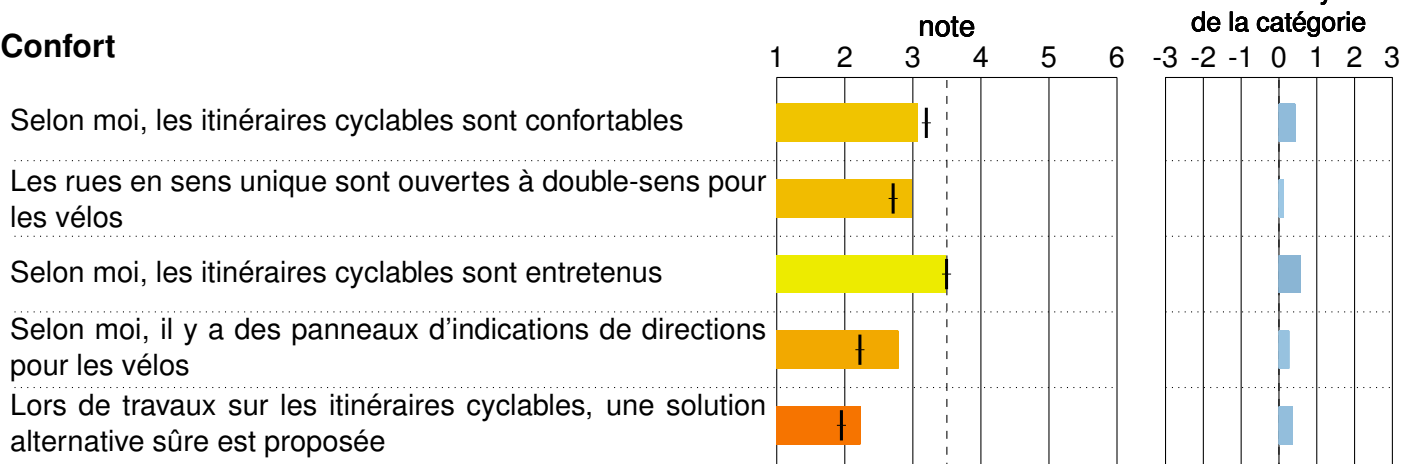 note
de la catégorie
Confort
1 2 3 4 5 6 -3 -2 -1 0 1 2 3
Selon moi, les itinéraires cyclables sont confortables
Les rues en sens unique sont ouvertes à double-sens pour
les vélos
Selon moi, les itinéraires cyclables sont entretenus
Selon moi, il y a des panneaux d'indications de directions
pour les vélos
Lors de travaux sur les itinéraires cyclables, une solution
alternative sûre est proposée